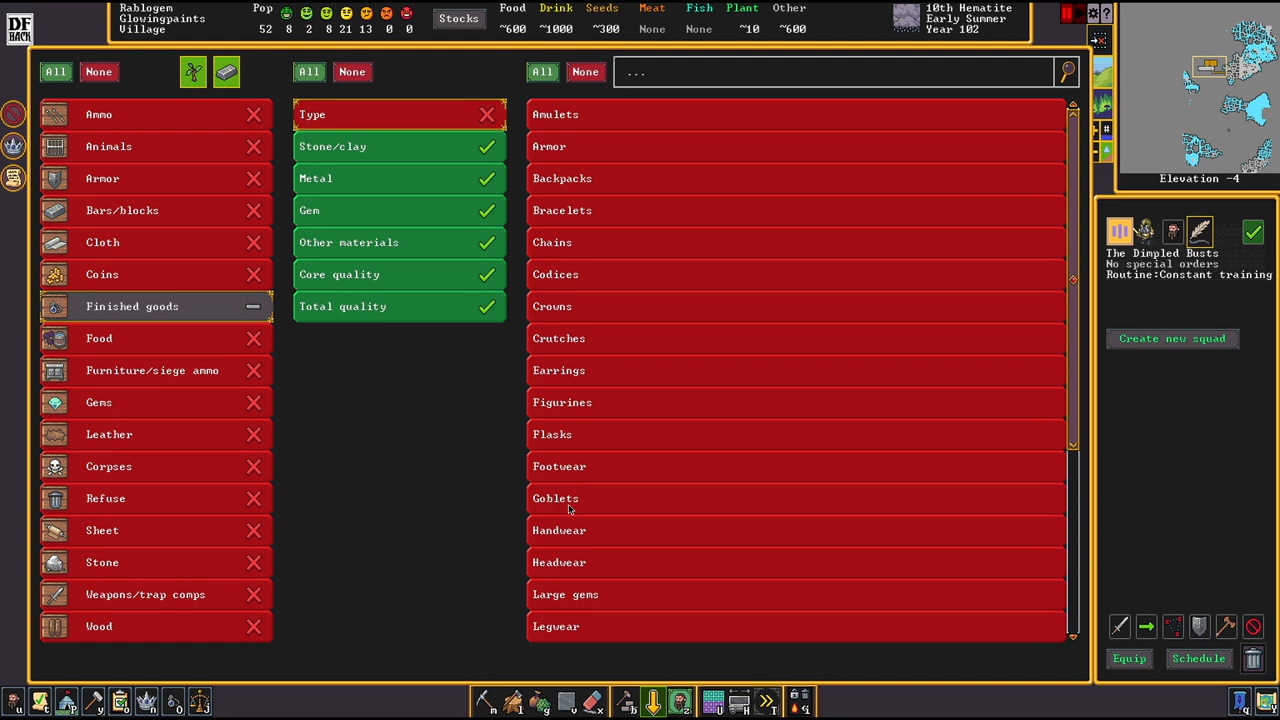 DF
HACK
Rablogem
Glowingpaints
Village
Pop
52 8 2 8 21 13 0 0
Stocks
Food Drink Seeds Meat Fish Plant Other
~600 ~1000 ~300 None None ~10 ~600
10th Hematite
Early Summer
Year 102
Elevation -4
All None
All None
All None
...
Ammo
Animals
Armor
Bars/blocks
Cloth
Coins
Finished goods
Food
Furniture/siege ammo
Gems
Leather
Corpses
Refuse
Sheet
Stone
Weapons/trap comps
Wood
Type
Stone/clay
Metal
Gem
Other materials
Core quality
Total quality
Amulets
Armor
Backpacks
Bracelets
Chains
Codices
Crowns
Crutches
Earrings
Figurines
Flasks
Footwear
Goblets
Handwear
Headwear
Large gems
Legwear
The Dimpled Busts
No special orders
Routine:Constant training
Create new squad
Equip Schedule